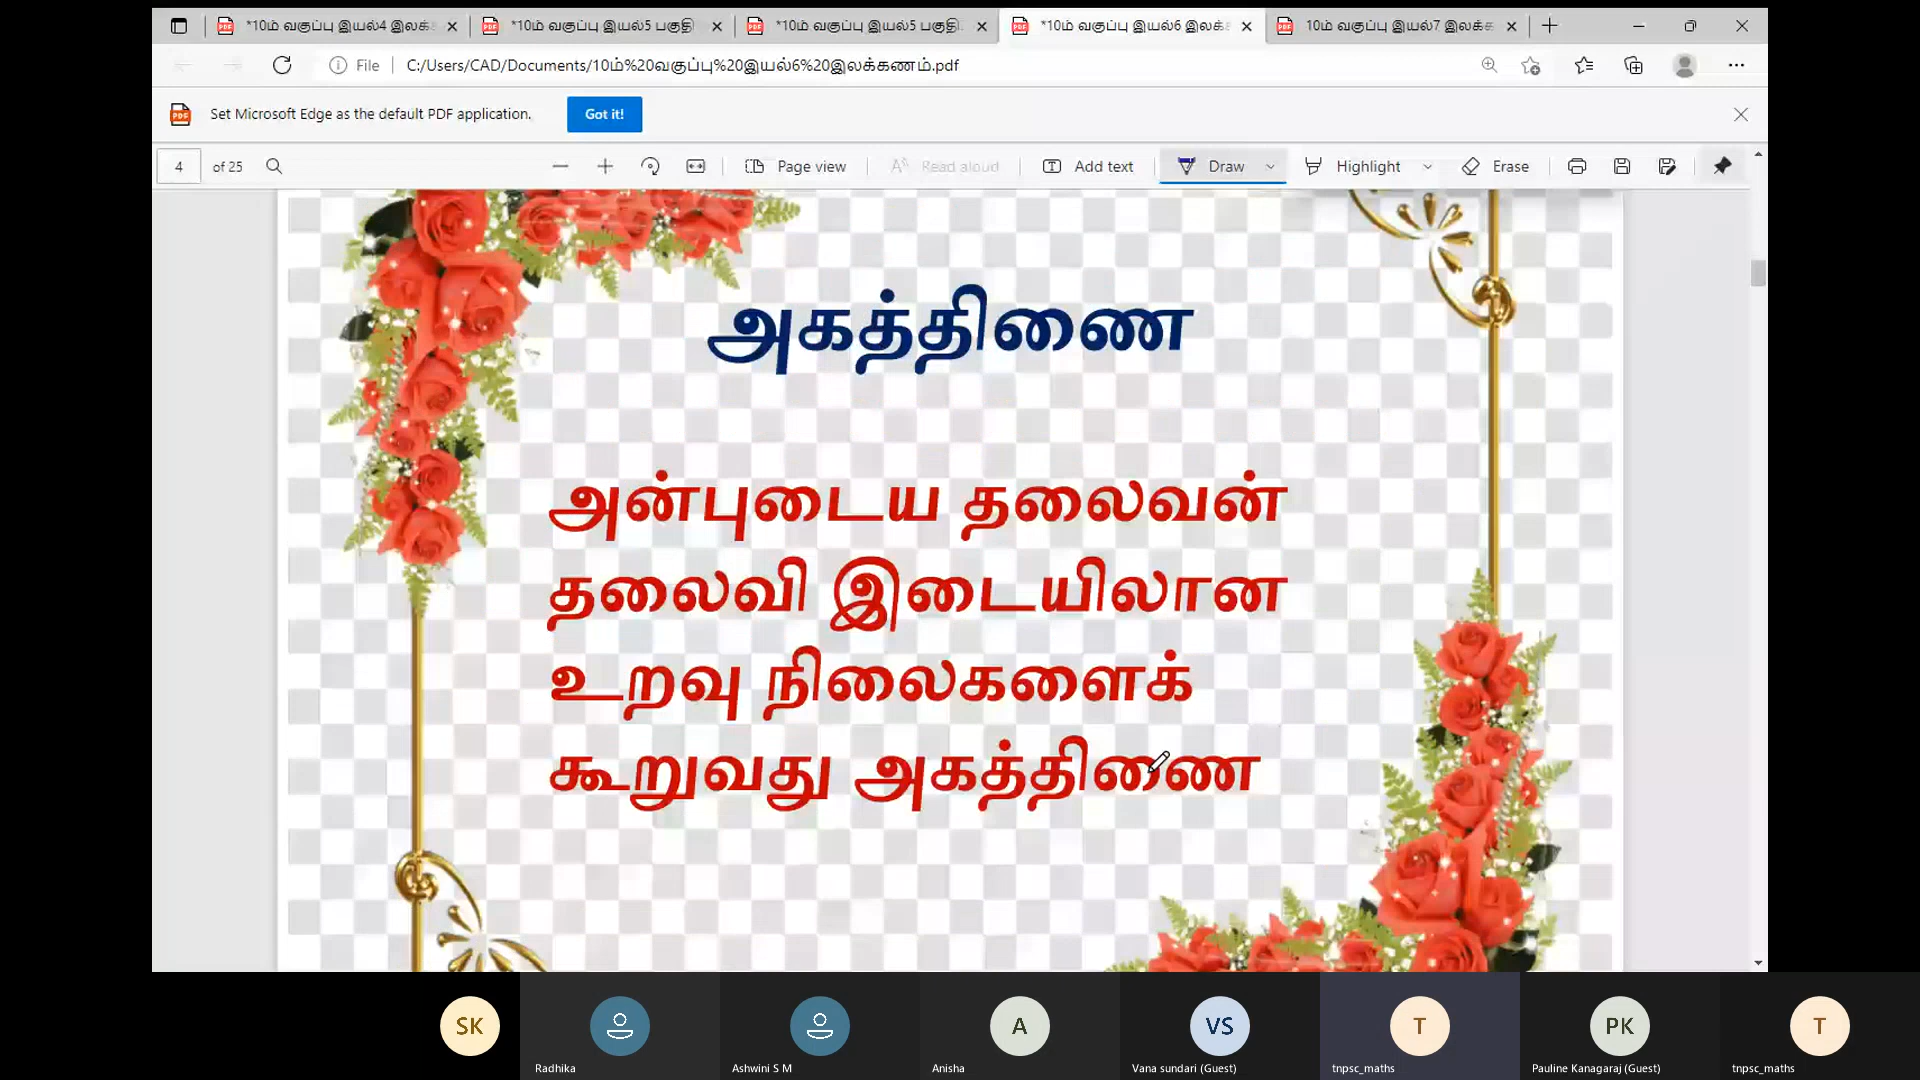 *10ம் வகுப்பு இயல்4 இலக்க
*10ம் வகுப்பு இயல்5 பகுதி
*10ம் வகுப்பு இயல்5 பகுதி
*10ம் வகுப்பு இயல்6 இலக்க
10ம் வகுப்பு இயல்7 இலக்க
File
C:/Users/CAD/Documents/10ம்%20வகுப்பு%20இயல்6%20இலக்கணம்.pdf
Set Microsoft Edge as the default PDF application.
Got it!
4 of 25
Page view
Read aloud
Add text
Draw
Highlight
Erase
அகத்திணை
அன்புடைய தலைவன்
தலைவி இடையிலான
உறவு நிலைகளைக்
கூறுவது அகத்திணை
SK
A
VS
T
PK
T
Radhika
Ashwini S M
Anisha
Vana sundari (Guest)
tnpsc_maths
Pauline Kanagaraj (Guest)
tnpsc_maths